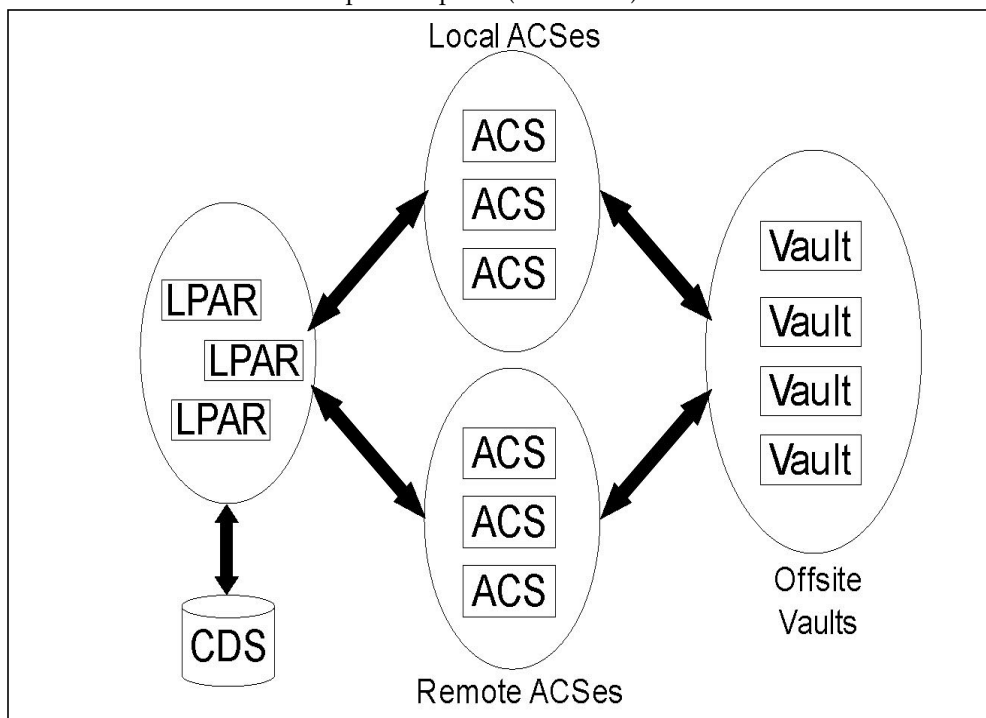 Local ACSes
ACS
ACS
ACS
LPAR
LPAR
LPAR
CDS
ACS
ACS
ACS
Remote ACSes
Vault
Vault
Vault
Vault
Offsite
Vaults